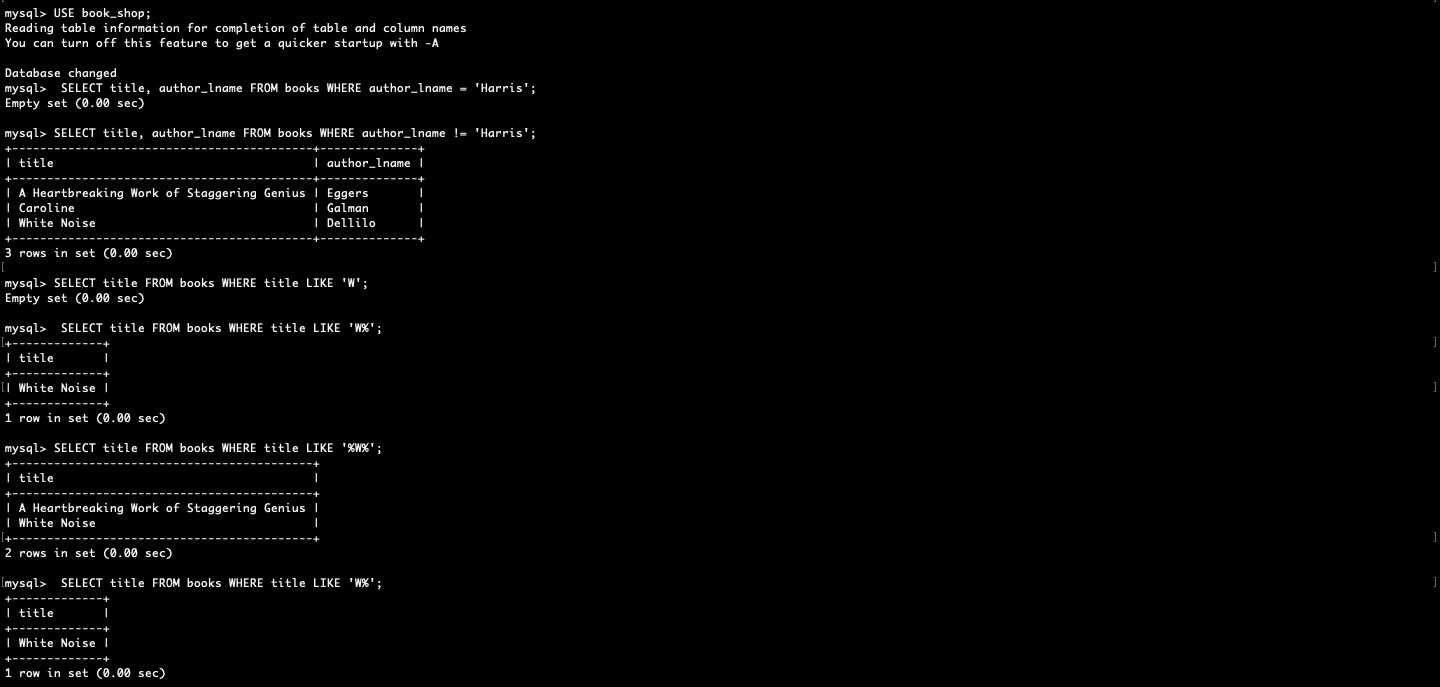 mysql> USE book_shop;
Reading table information for completion of table and column names
You can turn off this feature to get a quicker startup with -A

Database changed
mysql>  SELECT title, author_lname FROM books WHERE author_lname = 'Harris';
Empty set (0.00 sec)

mysql> SELECT title, author_lname FROM books WHERE author_lname != 'Harris';
+-------------------------------------------+--------------+
| title                                     | author_lname |
+-------------------------------------------+--------------+
| A Heartbreaking Work of Staggering Genius | Eggers       |
| Caroline                                  | Galman       |
| White Noise                               | Dellilo      |
+-------------------------------------------+--------------+
3 rows in set (0.00 sec)

mysql> SELECT title FROM books WHERE title LIKE 'W';
Empty set (0.00 sec)

mysql>  SELECT title FROM books WHERE title LIKE 'W%';
+-------------+
| title       |
+-------------+
| White Noise |
+-------------+
1 row in set (0.00 sec)

mysql> SELECT title FROM books WHERE title LIKE '%W%';
+-------------------------------------------+
| title                                     |
+-------------------------------------------+
| A Heartbreaking Work of Staggering Genius |
| White Noise                               |
+-------------------------------------------+
2 rows in set (0.00 sec)

mysql>  SELECT title FROM books WHERE title LIKE 'W%';
+-------------+
| title       |
+-------------+
| White Noise |
+-------------+
1 row in set (0.00 sec)